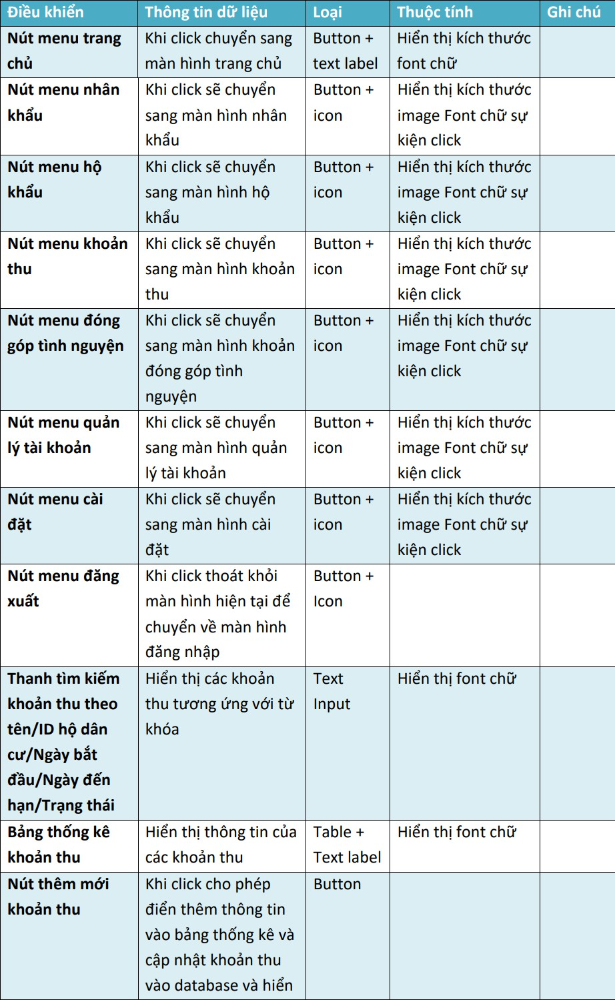 Điều khiển Thông tin dữ liệu Loại Thuộc tính Ghi chú
Nút menu trang Khi click chuyển sang Button + Hiển thị kích thước
chủ màn hình trang chủ text label font chữ
Nút menu nhân Khi click sẽ chuyển Button + Hiển thị kích thước
khẩu sang màn hình nhân icon image Font chữ sự
khẩu kiện click
Nút menu hộ Khi click sẽ chuyển Button + Hiển thị kích thước
khẩu sang màn hình hộ icon image Font chữ sự
khẩu kiện click
Nút menu khoản Khi click sẽ chuyển Button + Hiển thị kích thước
thu sang màn hình khoản icon image Font chữ sự
thu kiện click
Nút menu đóng Khi click sẽ chuyển Button + Hiển thị kích thước
góp tình nguyện sang màn hình khoản icon image Font chữ sự
đóng góp tình kiện click
nguyện
Nút menu quản Khi click sẽ chuyển Button + Hiển thị kích thước
lý tài khoản sang màn hình quản icon image Font chữ sự
lý tài khoản kiện click
Nút menu cài Khi click sẽ chuyển Button + Hiển thị kích thước
đặt sang màn hình cài icon image Font chữ sự
đặt kiện click
Nút menu đăng Khi click thoát khỏi Button +
xuất màn hình hiện tại để Icon
chuyển về màn hình
đăng nhập
Thanh tìm kiếm Hiển thị các khoản Text Hiển thị font chữ
khoản thu theo thu tương ứng với từ Input
tên/ID hộ dân khóa
cư/Ngày bắt
đầu/Ngày đến
hạn/Trạng thái
Bảng thống kê Hiển thị thông tin của Table + Hiển thị font chữ
khoản thu các khoản thu Text label
Nút thêm mới Khi click cho phép Button
khoản thu điển thêm thông tin
vào bảng thống kê và
cập nhật khoản thu
vào database và hiển